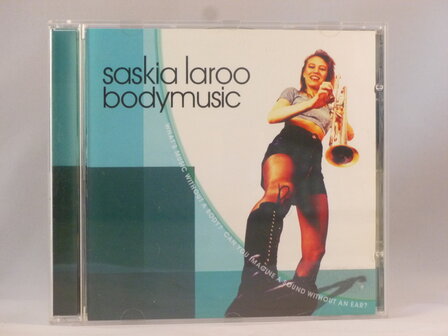 saskia laroo
bodymusic
WHAT'S MUSIC WITHOUT A BODY? - CAN YOU IMAGINE A SOUND WITHOUT AN EAR?